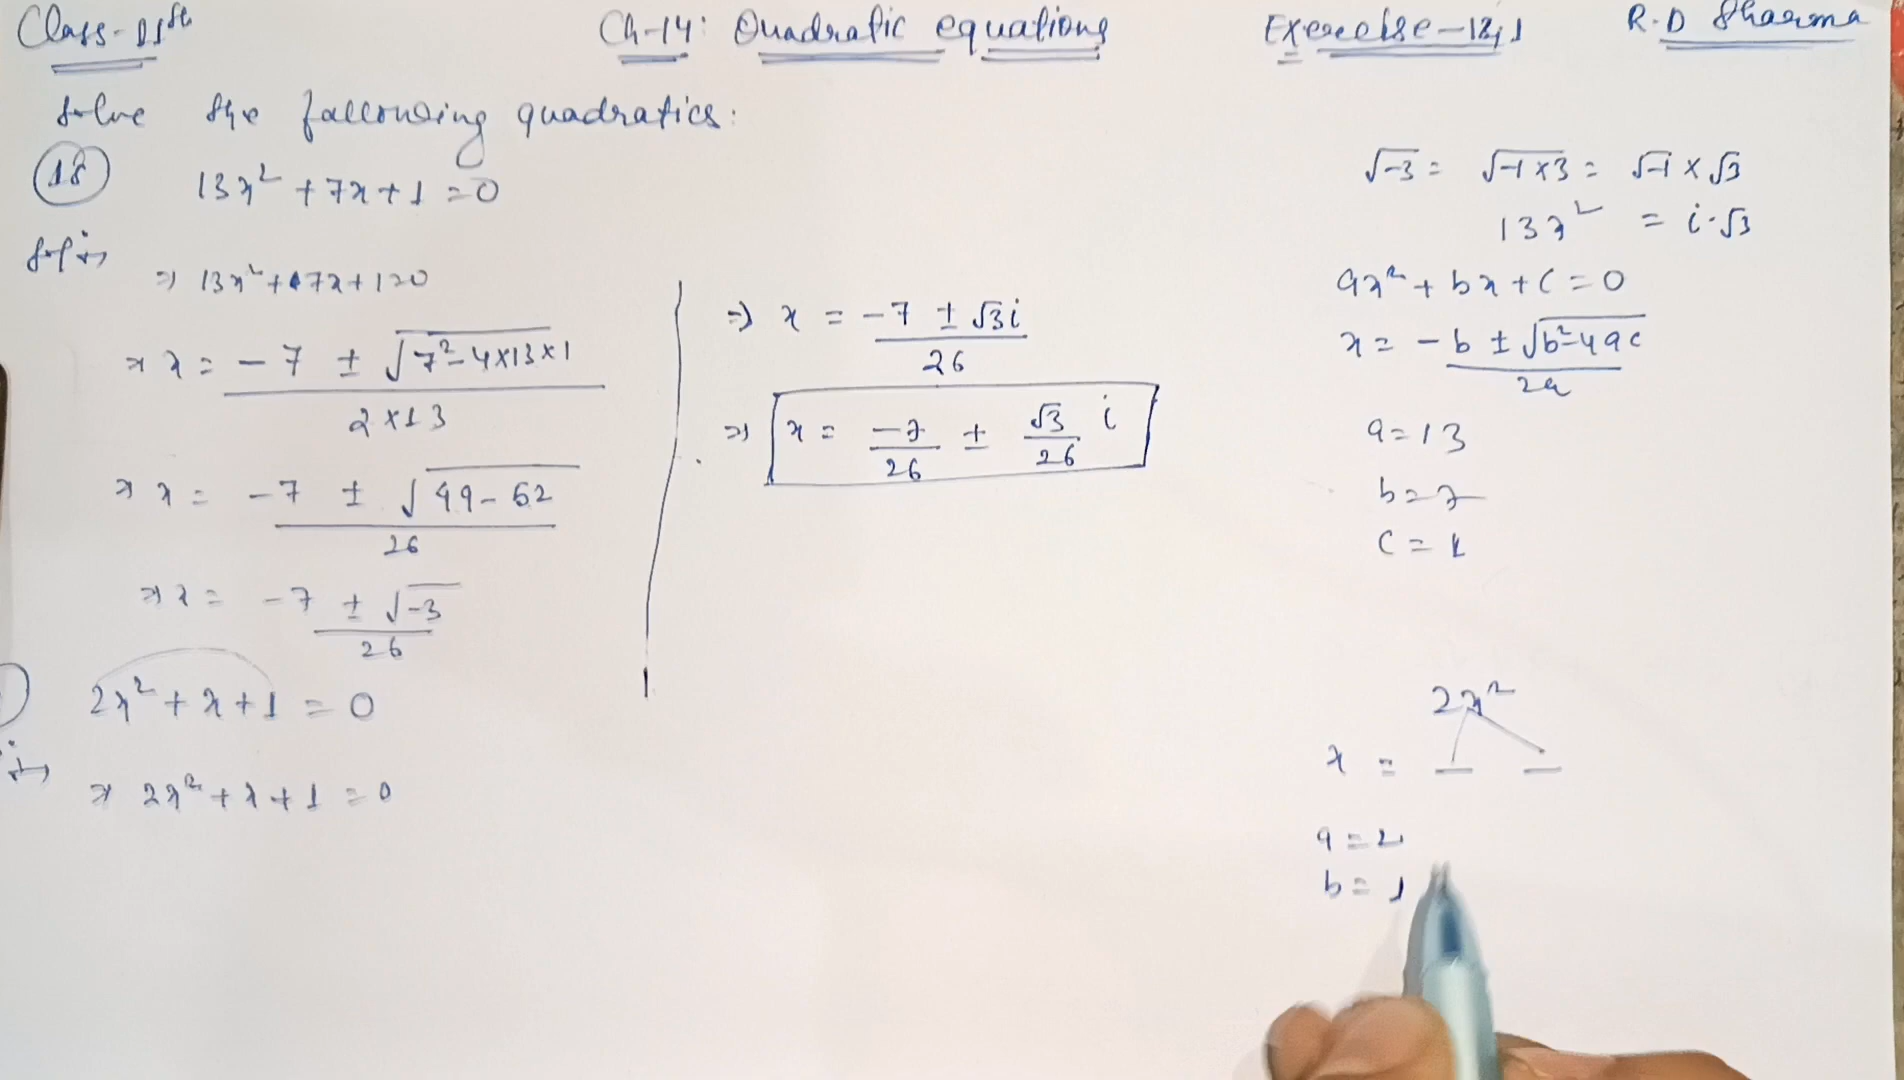 Class-11th Ch-14: Quadratic equations Exercise-14.1 R.D Sharma
Solve the following quadratics:
(18) 13x² + 7x + 1 = 0
Sol:n
⇒ 13x² + 7x + 1 = 0
⇒ x = (-7 ± √(7² - 4×13×1)) / (2×13)
⇒ x = (-7 ± √(49 - 52)) / 26
⇒ x = (-7 ± √-3) / 26
⇒ x = (-7 ± √3i) / 26
⇒ x = -7/26 ± √3/26 i
√-3 = √-1×3 = √-1 × √3
13x² = i·√3
ax² + bx + c = 0
x = (-b ± √(b²-4ac)) / 2a
a = 13
b = 7
c = 1
2x² + x + 1 = 0
⇒ 2x² + x + 1 = 0
2x²
x =
a = 2
b = 1